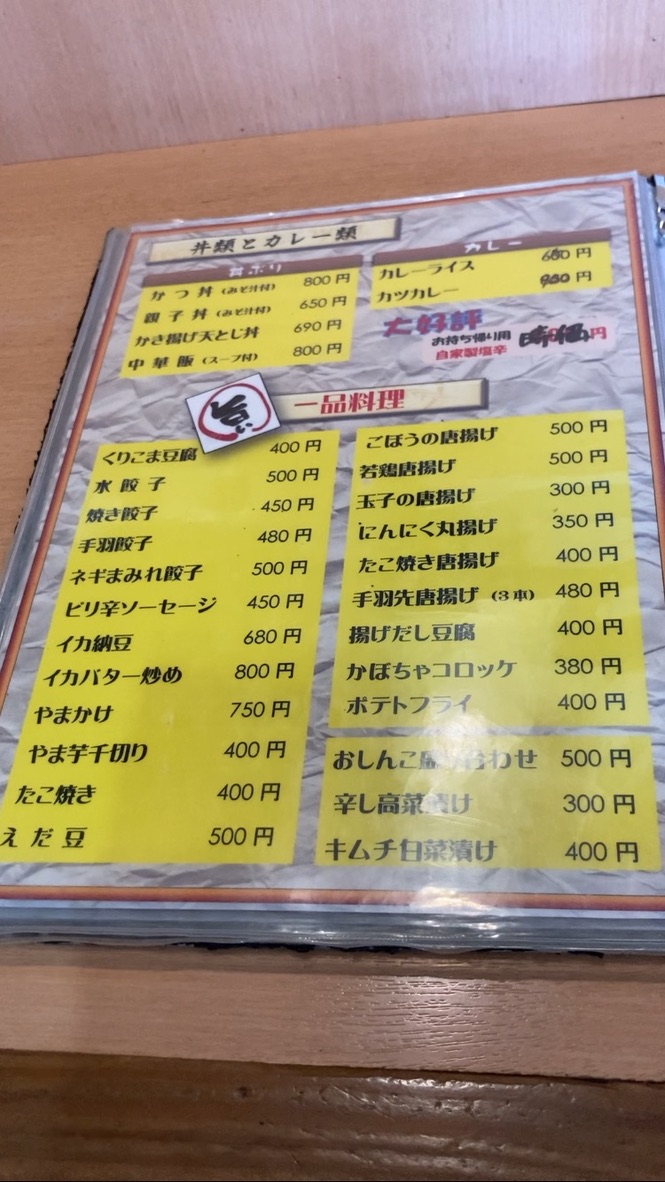 丼類とカレー類
丼ぶり
かつ丼(みそ汁付) 800円
親子丼(みそ汁付) 650円
かき揚げ天とじ丼 690円
中華飯(スープ付) 800円
カレー
カレーライス 円
カツカレー 円
大好評
お持ち帰り用
自家製塩辛
時価円
旨い
一品料理
くりこま豆腐 400円
水餃子 500円
焼き餃子 450円
手羽餃子 480円
ネギまみれ餃子 500円
ピリ辛ソーセージ 450円
イカ納豆 680円
イカバター炒め 800円
やまかけ 750円
やま芋千切り 400円
たこ焼き 400円
えだ豆 500円
ごぼうの唐揚げ 500円
若鶏唐揚げ 500円
玉子の唐揚げ 300円
にんにく丸揚げ 350円
たこ焼き唐揚げ 400円
手羽先唐揚げ(3本) 480円
揚げだし豆腐 400円
かぼちゃコロッケ 380円
ポテトフライ 400円
おしんこ盛り合わせ 500円
辛し高菜漬け 300円
キムチ白菜漬け 400円